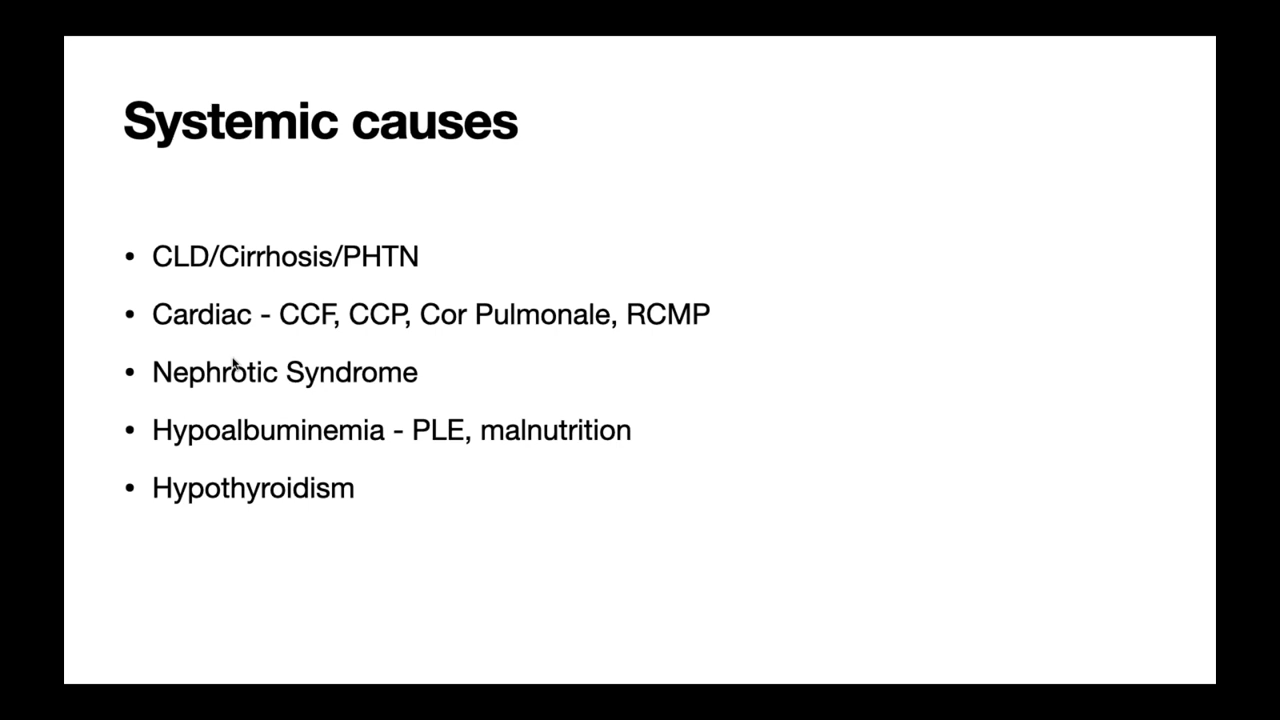 Systemic causes
• CLD/Cirrhosis/PHTN
• Cardiac - CCF, CCP, Cor Pulmonale, RCMP
• Nephrotic Syndrome
• Hypoalbuminemia - PLE, malnutrition
• Hypothyroidism